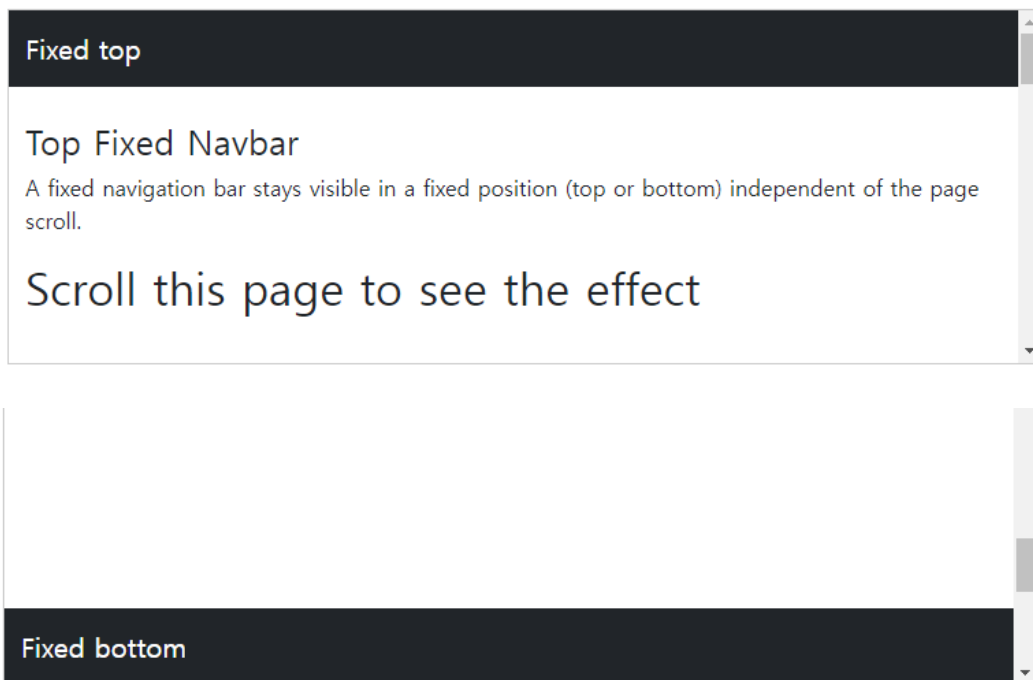 Fixed top
Top Fixed Navbar
A fixed navigation bar stays visible in a fixed position (top or bottom) independent of the page
scroll.
Scroll this page to see the effect
Fixed bottom